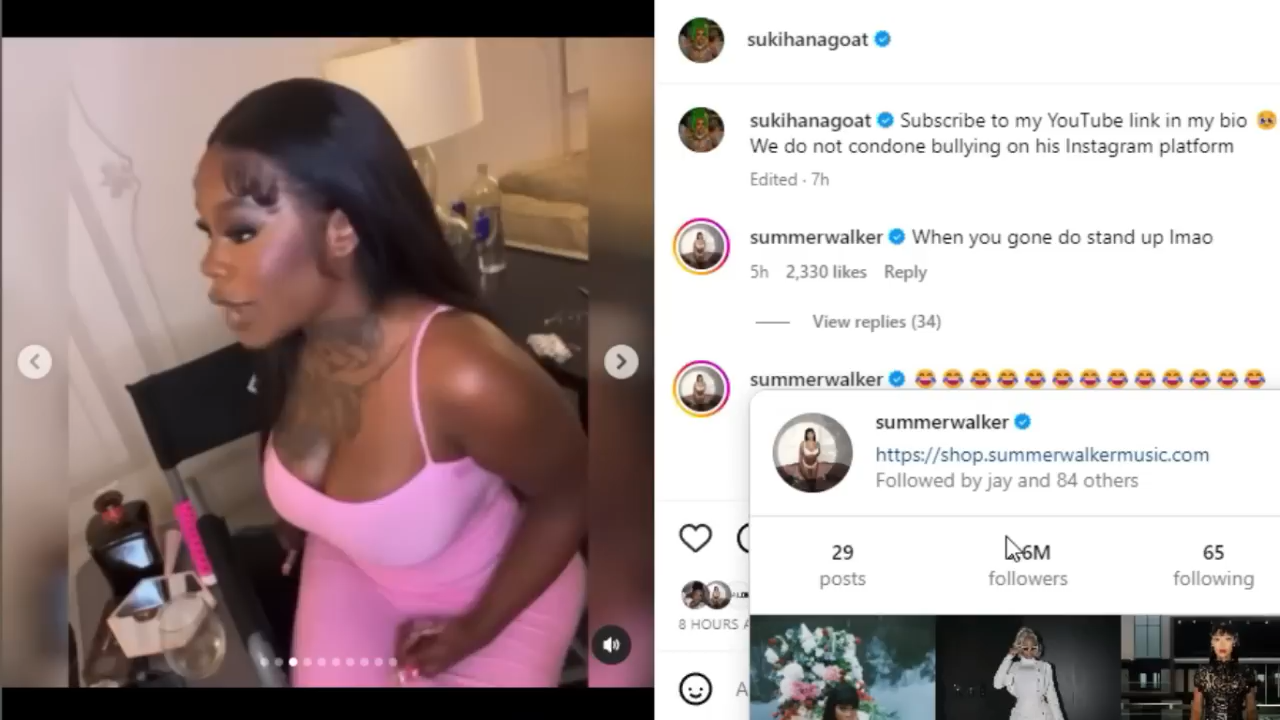 sukihanagoat
sukihanagoat Subscribe to my YouTube link in my bio 🥹
We do not condone bullying on his Instagram platform
Edited · 7h
summerwalker When you gone do stand up lmao
5h 2,330 likes Reply
View replies (34)
summerwalker 😂😂😂😂😂😂😂😂😂😂😂😂😂
summerwalker
https://shop.summerwalkermusic.com
Followed by jay and 84 others
29 6M 65
posts followers following
8 HOURS A
A